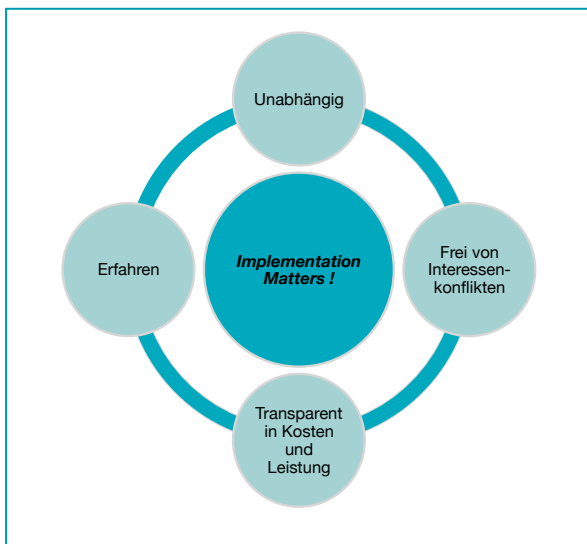 Unabhängig
Erfahren
Implementation
Matters !
Frei von
Interessen-
konflikten
Transparent
in Kosten
und
Leistung